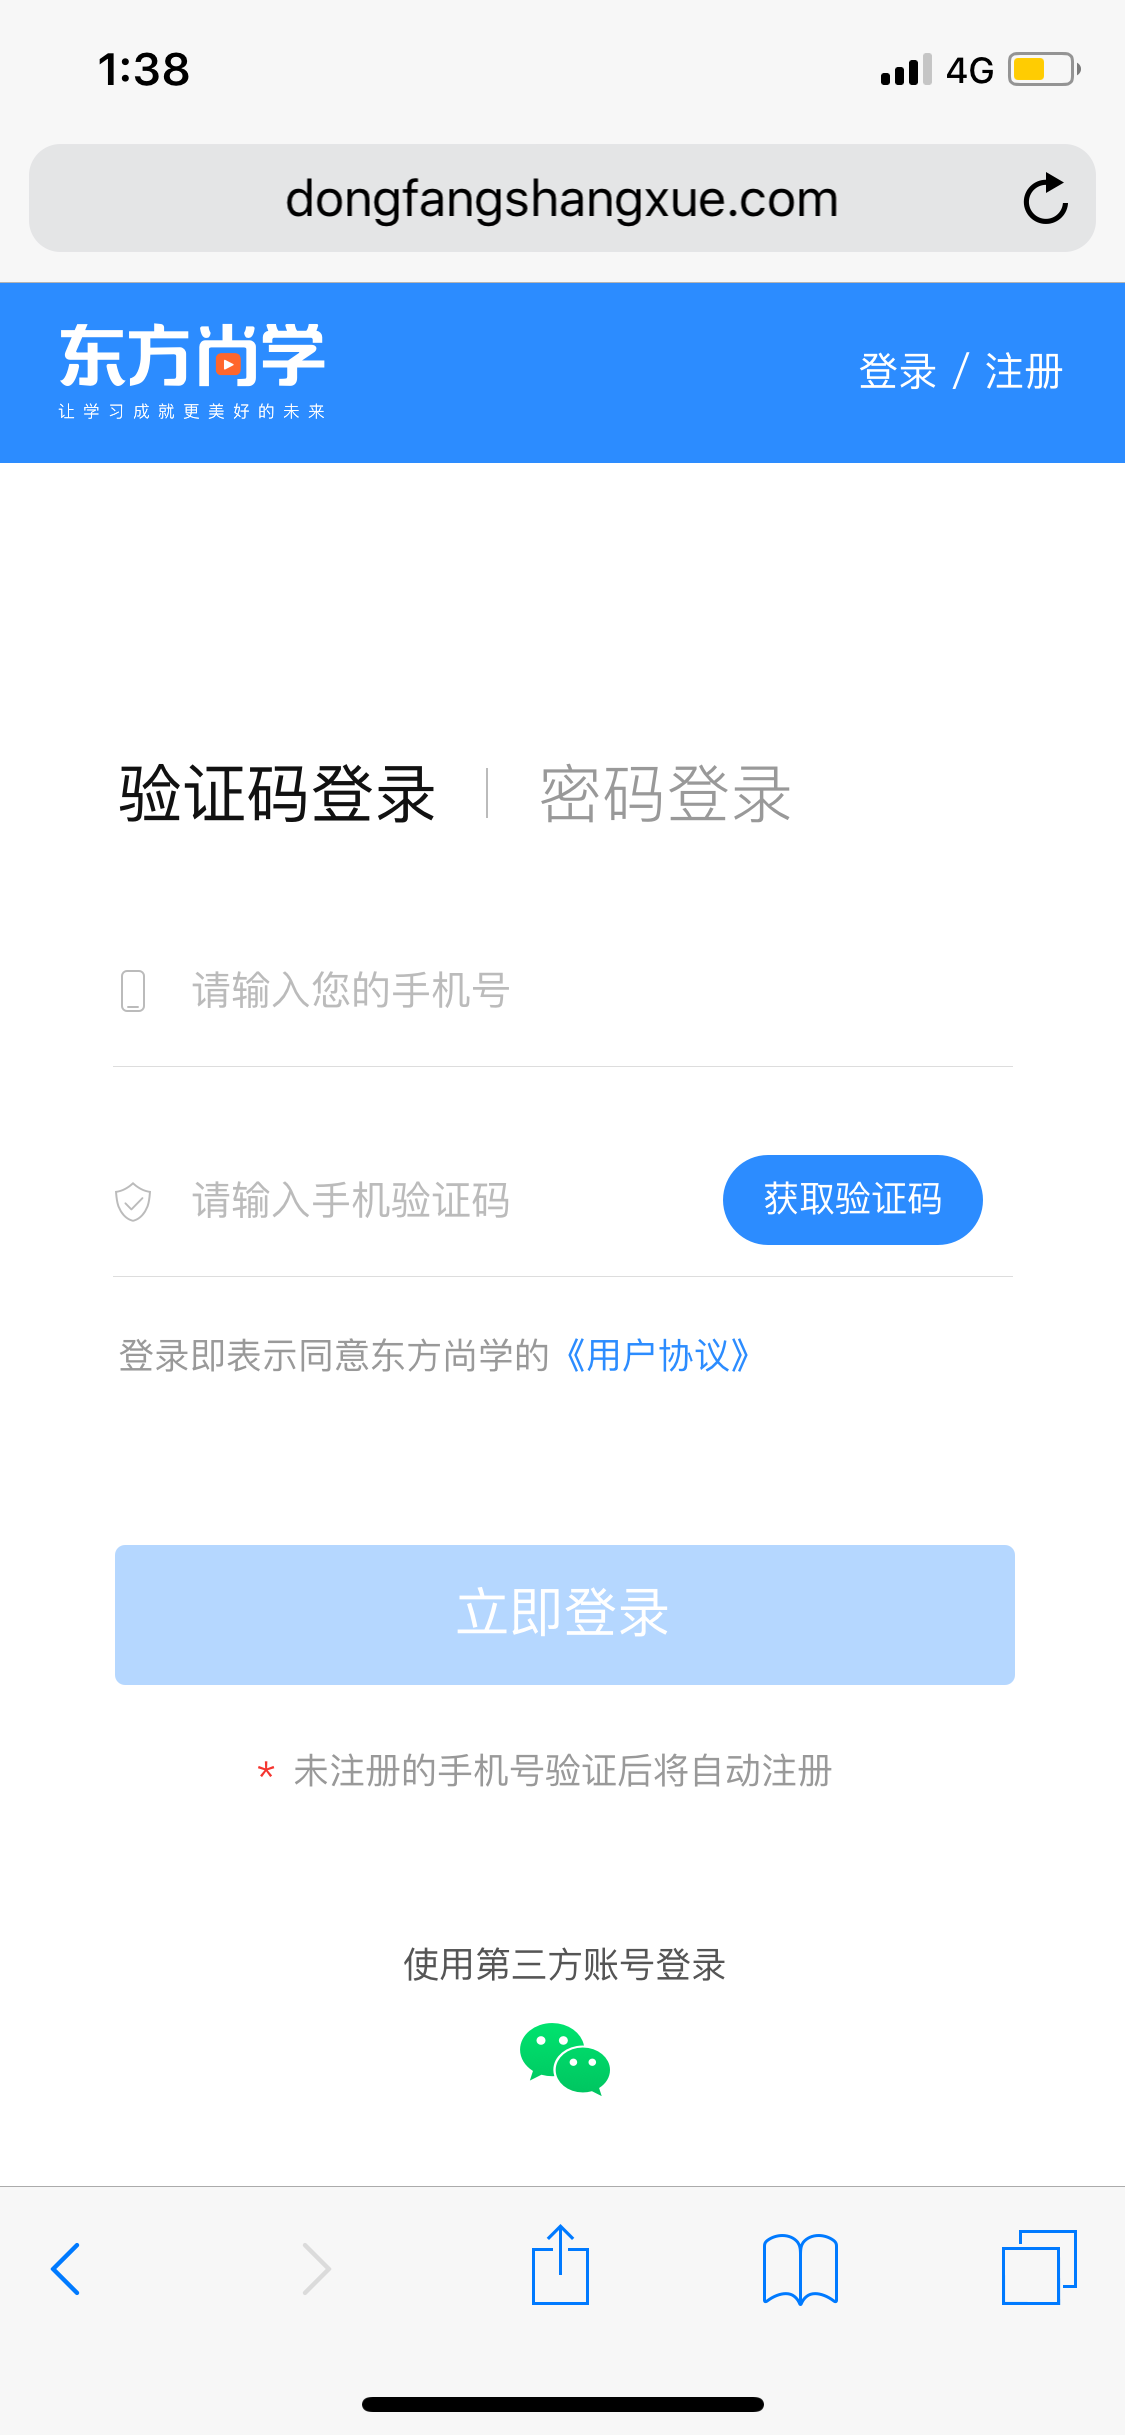 1:38
4G
dongfangshangxue.com
东方尚学
让学习成就更美好的未来
登录 / 注册
验证码登录
密码登录
请输入您的手机号
请输入手机验证码
获取验证码
登录即表示同意东方尚学的《用户协议》
立即登录
* 未注册的手机号验证后将自动注册
使用第三方账号登录